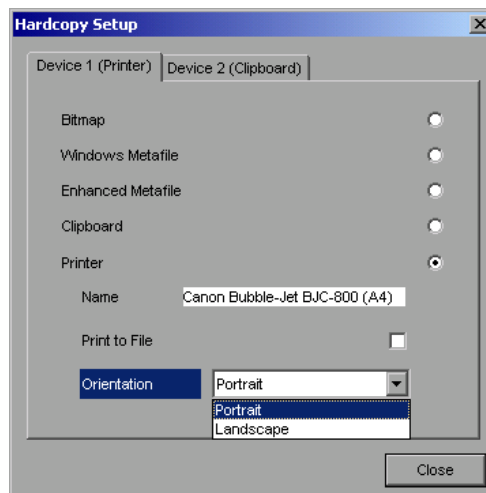 Hardcopy Setup
Device 1 (Printer) Device 2 (Clipboard)
Bitmap
Windows Metafile
Enhanced Metafile
Clipboard
Printer
Name Canon Bubble-Jet BJC-800 (A4)
Print to File
Orientation Portrait
Portrait
Landscape
Close